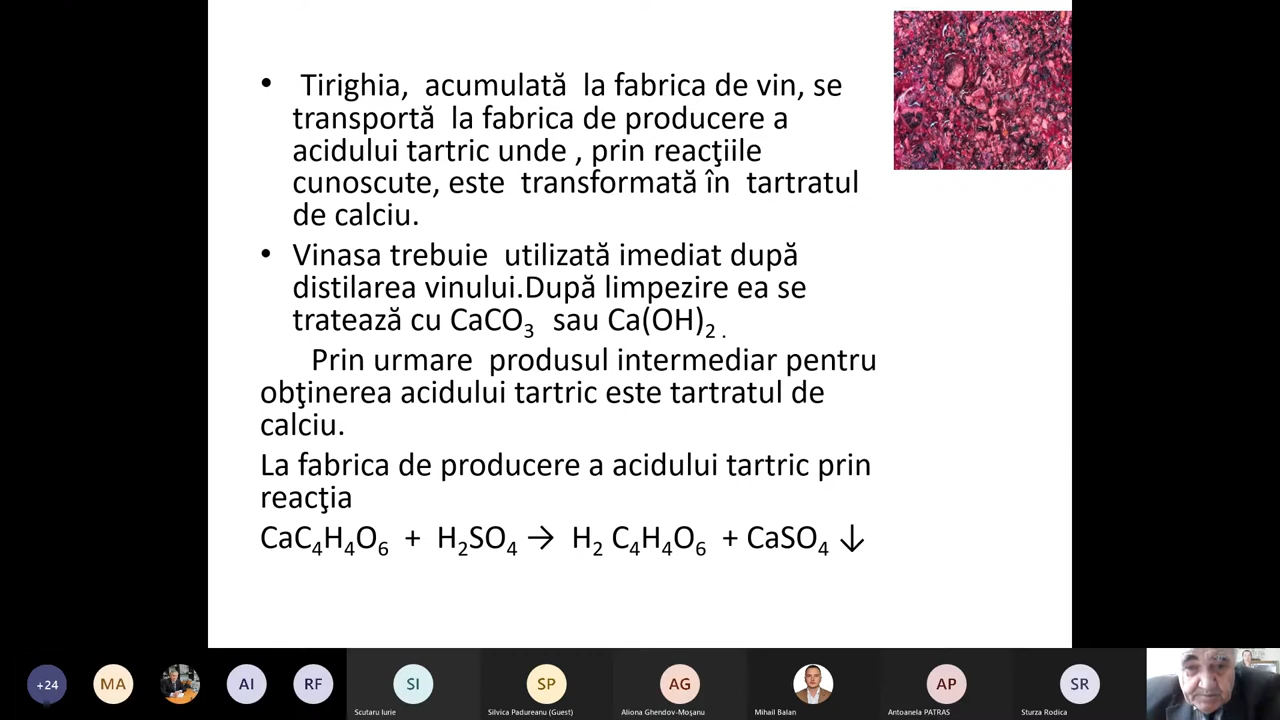 • Tirighia, acumulată la fabrica de vin, se
transportă la fabrica de producere a
acidului tartric unde , prin reacţiile
cunoscute, este transformată în tartratul
de calciu.
• Vinasa trebuie utilizată imediat după
distilarea vinului.După limpezire ea se
tratează cu CaCO₃ sau Ca(OH)₂ .
Prin urmare produsul intermediar pentru
obţinerea acidului tartric este tartratul de
calciu.
La fabrica de producere a acidului tartric prin
reacţia
CaC₄H₄O₆ + H₂SO₄ → H₂ C₄H₄O₆ + CaSO₄ ↓
+24
MA
AI
RF
SI
SP
AG
AP
SR
Scutaru Iurie
Silvica Padureanu (Guest)
Aliona Ghendov-Moşanu
Mihail Balan
Antoanela PATRAS
Sturza Rodica